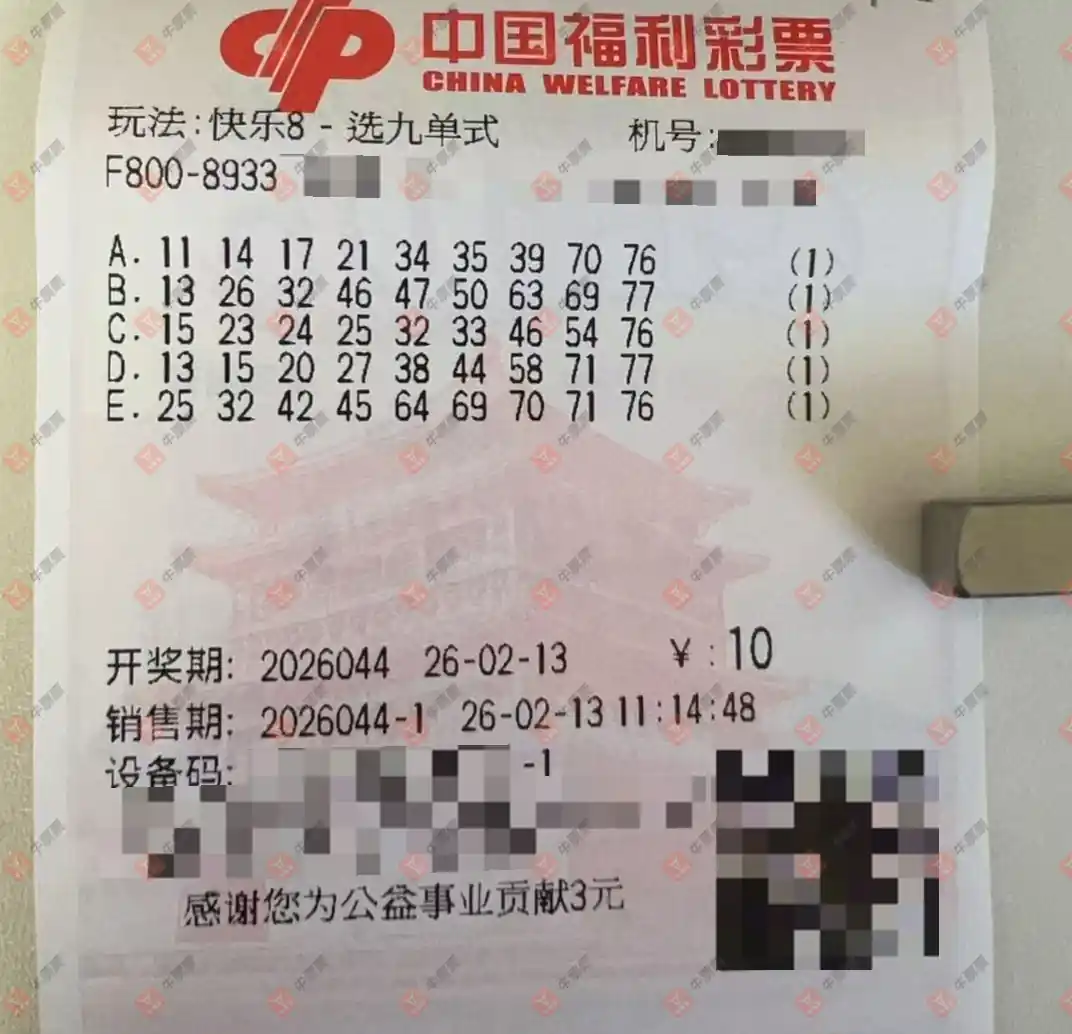 中国福利彩票
CHINA WELFARE LOTTERY
玩法:快乐8 - 选九单式 机号:
F800-8933
A. 11 14 17 21 34 35 39 70 76 (1)
B. 13 26 32 46 47 50 63 69 77 (1)
C. 15 23 24 25 32 33 46 54 76 (1)
D. 13 15 20 27 38 44 58 71 77 (1)
E. 25 32 42 45 64 69 70 71 76 (1)
开奖期: 2026044 26-02-13 ¥:10
销售期: 2026044-1 26-02-13 11:14:48
设备码: -1
感谢您为公益事业贡献3元